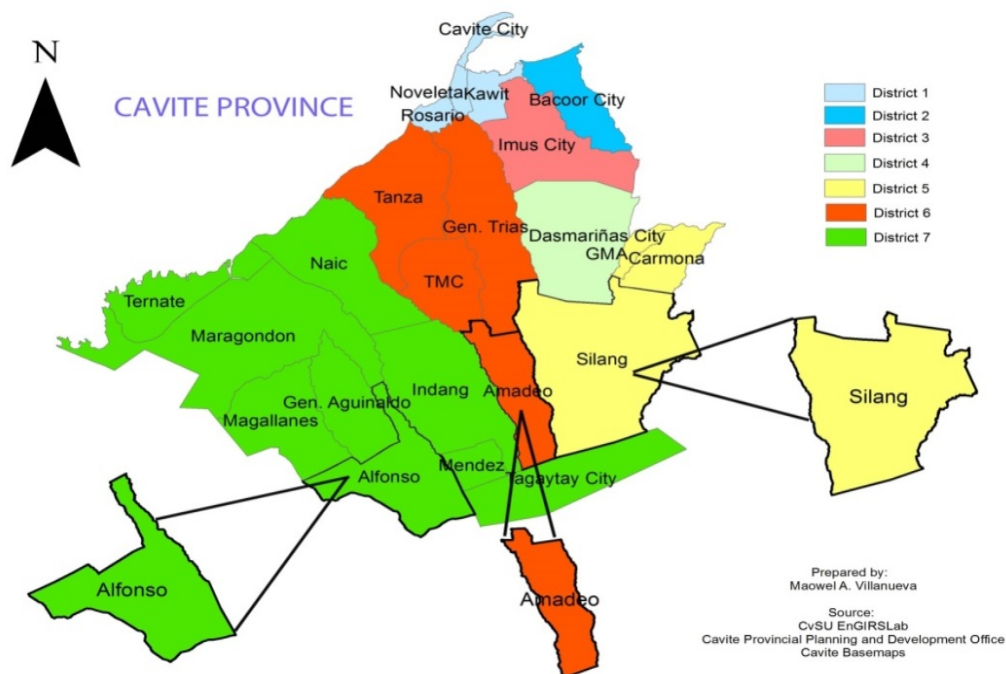 Cavite City
N
CAVITE PROVINCE
Noveleta
Kawit
Rosario
Bacoor City
Imus City
District 1
District 2
District 3
District 4
District 5
District 6
District 7
Tanza
Gen. Trias
Dasmariñas City
GMA
Carmona
TMC
Naic
Ternate
Maragondon
Silang
Silang
Amadeo
Indang
Gen. Aguinaldo
Magallanes
Mendez
Alfonso
Tagaytay City
Alfonso
Amadeo
Prepared by:
Maowel A. Villanueva
Source:
CvSU EnGIRSLab
Cavite Provincial Planning and Development Office
Cavite Basemaps